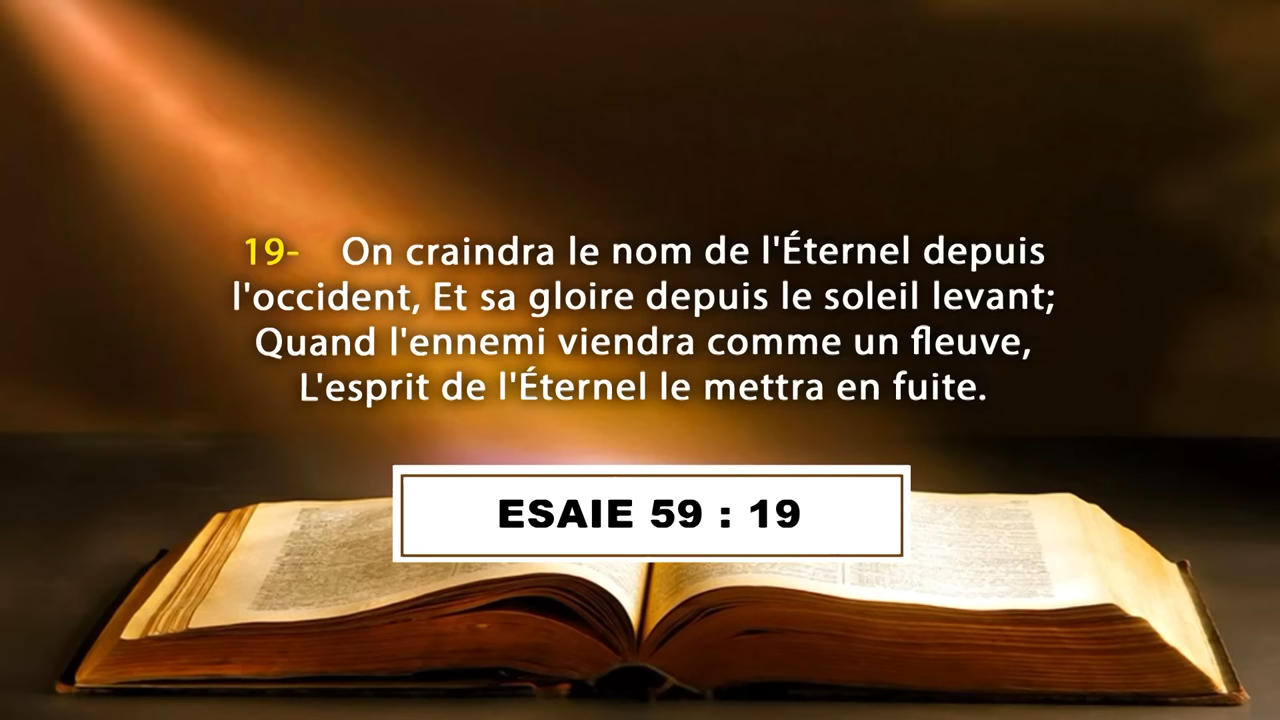 19- On craindra le nom de l'Éternel depuis
l'occident, Et sa gloire depuis le soleil levant;
Quand l'ennemi viendra comme un fleuve,
L'esprit de l'Éternel le mettra en fuite.
ESAIE 59 : 19